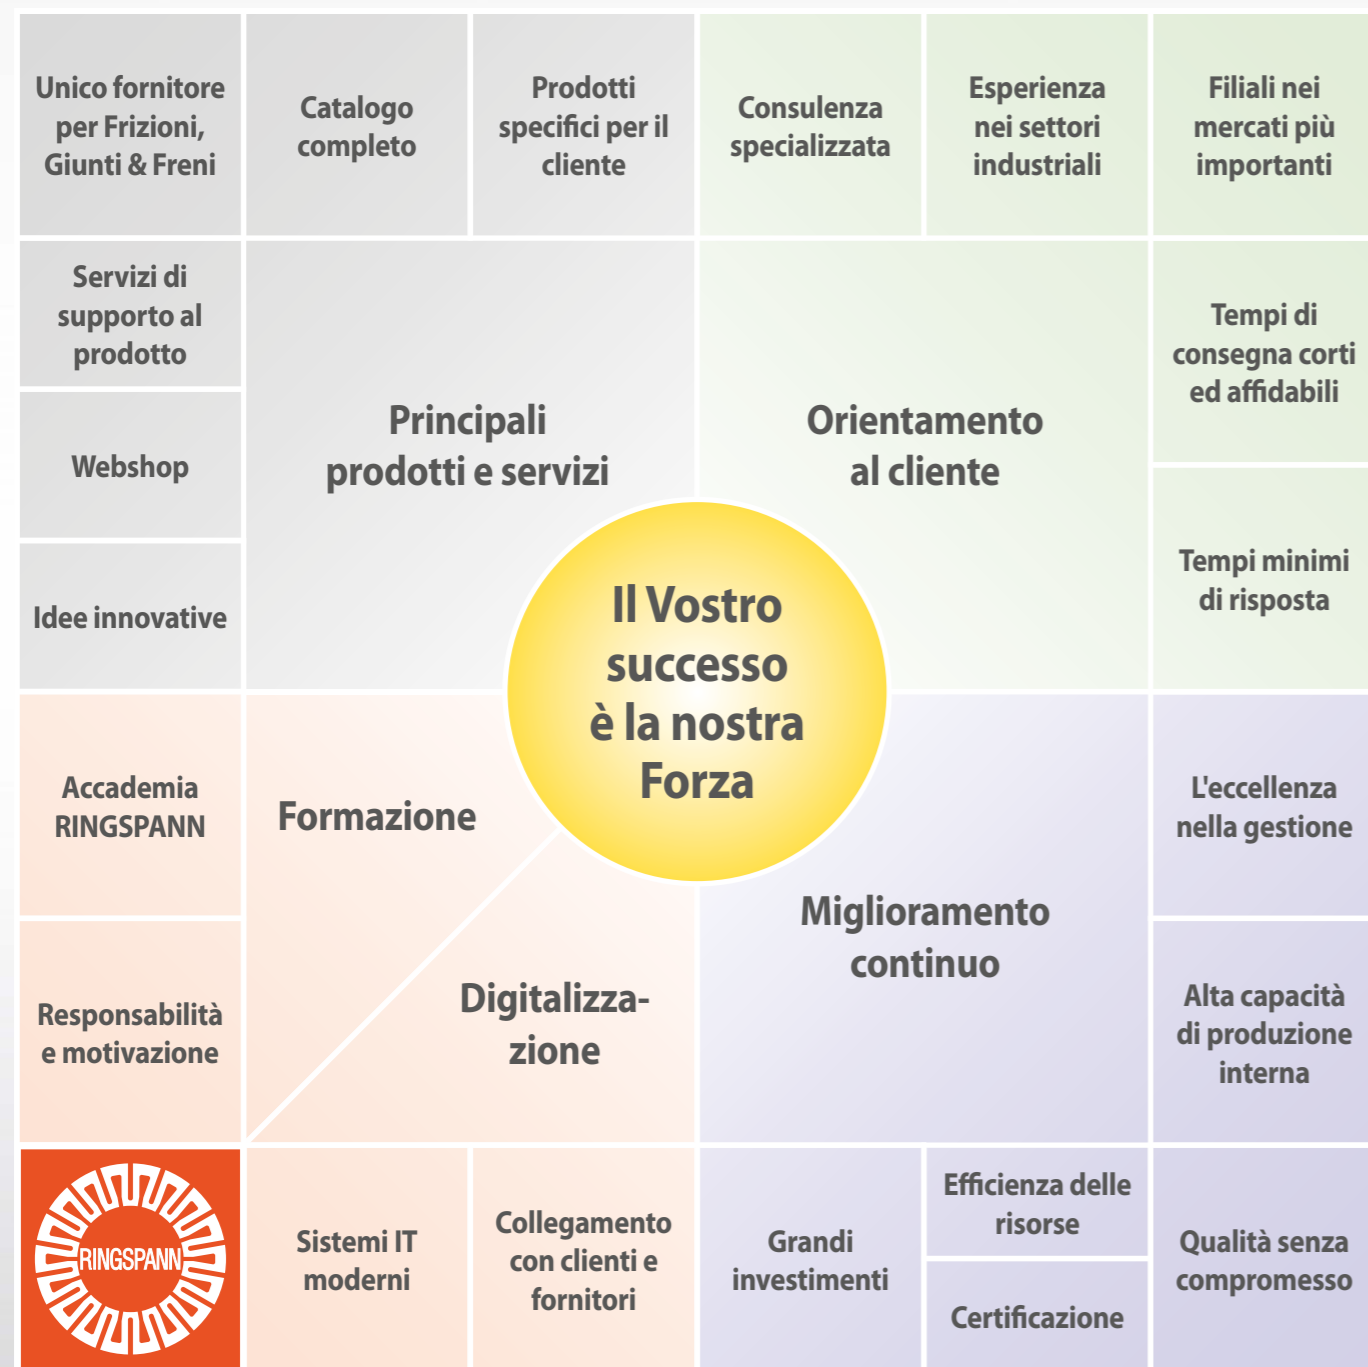 Unico fornitore
per Frizioni,
Giunti & Freni
Catalogo
completo
Prodotti
specifici per il
cliente
Consulenza
specializzata
Esperienza
nei settori
industriali
Filiali nei
mercati più
importanti
Servizi di
supporto al
prodotto
Webshop
Idee innovative
Principali
prodotti e servizi
Orientamento
al cliente
Tempi di
consegna corti
ed affidabili
Tempi minimi
di risposta
Il Vostro
successo
è la nostra
Forza
Accademia
RINGSPANN
Responsabilità
e motivazione
Formazione
Digitalizza-
zione
Miglioramento
continuo
L'eccellenza
nella gestione
Alta capacità
di produzione
interna
RINGSPANN
Sistemi IT
moderni
Collegamento
con clienti e
fornitori
Grandi
investimenti
Efficienza delle
risorse
Certificazione
Qualità senza
compromesso